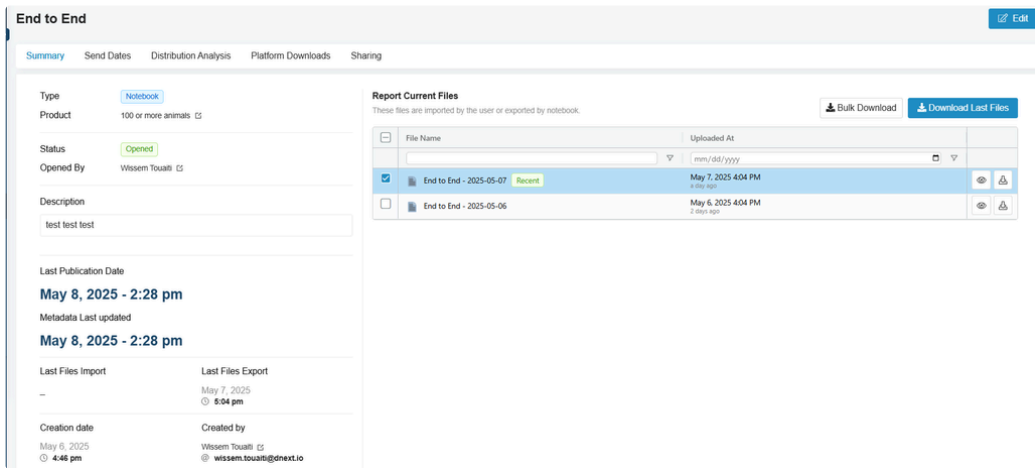 End to End
Edit
Summary Send Dates Distribution Analysis Platform Downloads Sharing
Type Notebook
Product 100 or more animals
Status Opened
Opened By Wissem Touaiti
Description
test test test
Last Publication Date
May 8, 2025 - 2:28 pm
Metadata Last updated
May 8, 2025 - 2:28 pm
Last Files Import Last Files Export
– May 7, 2025
5:04 pm
Creation date Created by
May 6, 2025 Wissem Touaiti
4:46 pm @ wissem.touaiti@dnext.io
Report Current Files
These files are imported by the user or exported by notebook.
Bulk Download Download Last Files
File Name Uploaded At
mm/dd/yyyy
End to End - 2025-05-07 Recent May 7, 2025 4:04 PM
a day ago
End to End - 2025-05-06 May 6, 2025 4:04 PM
2 days ago